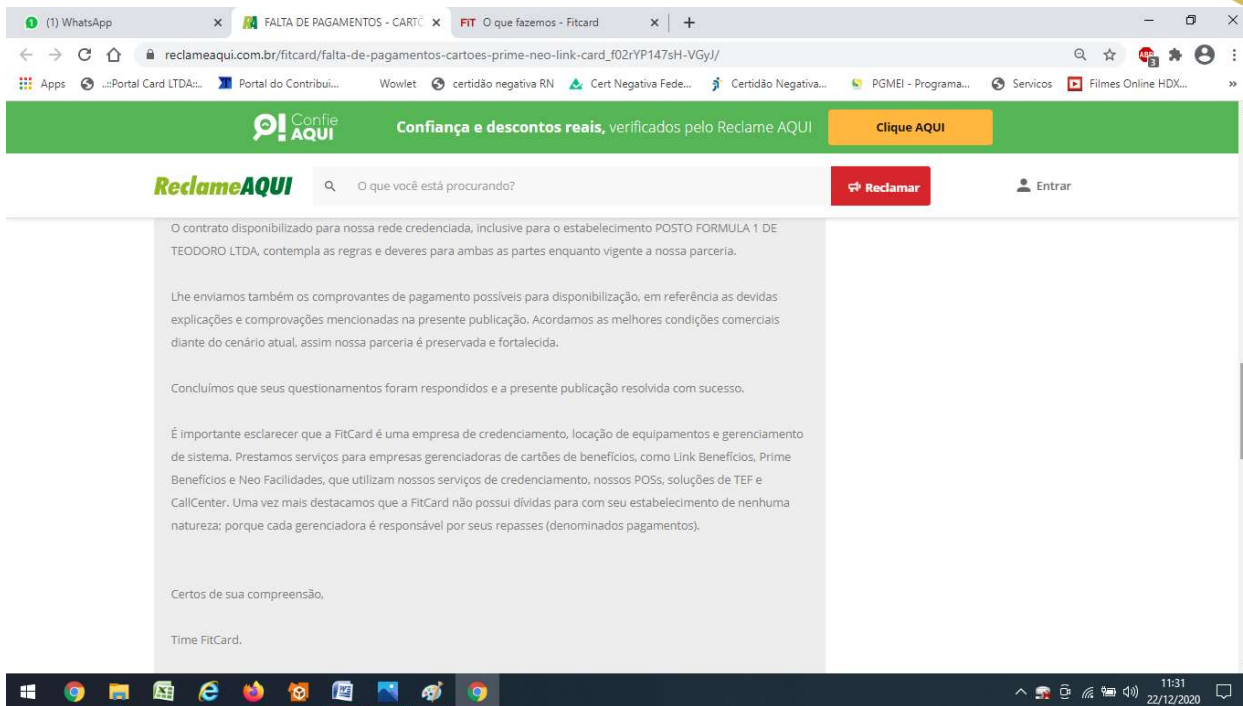 (1) WhatsApp
FALTA DE PAGAMENTOS - CARTÕ
FIT O que fazemos - Fitcard
reclameaqui.com.br/fitcard/falta-de-pagamentos-cartoes-prime-neo-link-card_f02rYP147sH-VGyJ/
Apps ..::Portal Card LTDA::.. Portal do Contribui... Wowlet certidão negativa RN Cert Negativa Fede... Certidão Negativa... PGMEI - Programa... Servicos Filmes Online HDX... »
Confie AQUI
Confiança e descontos reais, verificados pelo Reclame AQUI
Clique AQUI
ReclameAQUI
O que você está procurando?
Reclamar
Entrar
O contrato disponibilizado para nossa rede credenciada, inclusive para o estabelecimento POSTO FORMULA 1 DE
TEODORO LTDA, contempla as regras e deveres para ambas as partes enquanto vigente a nossa parceria.
Lhe enviamos também os comprovantes de pagamento possíveis para disponibilização, em referência as devidas
explicações e comprovações mencionadas na presente publicação. Acordamos as melhores condições comerciais
diante do cenário atual, assim nossa parceria é preservada e fortalecida.
Concluímos que seus questionamentos foram respondidos e a presente publicação resolvida com sucesso.
É importante esclarecer que a FitCard é uma empresa de credenciamento, locação de equipamentos e gerenciamento
de sistema. Prestamos serviços para empresas gerenciadoras de cartões de benefícios, como Link Benefícios, Prime
Benefícios e Neo Facilidades, que utilizam nossos serviços de credenciamento, nossos POSs, soluções de TEF e
CallCenter. Uma vez mais destacamos que a FitCard não possui dívidas para com seu estabelecimento de nenhuma
natureza; porque cada gerenciadora é responsável por seus repasses (denominados pagamentos).
Certos de sua compreensão,
Time FitCard.
11:31
22/12/2020